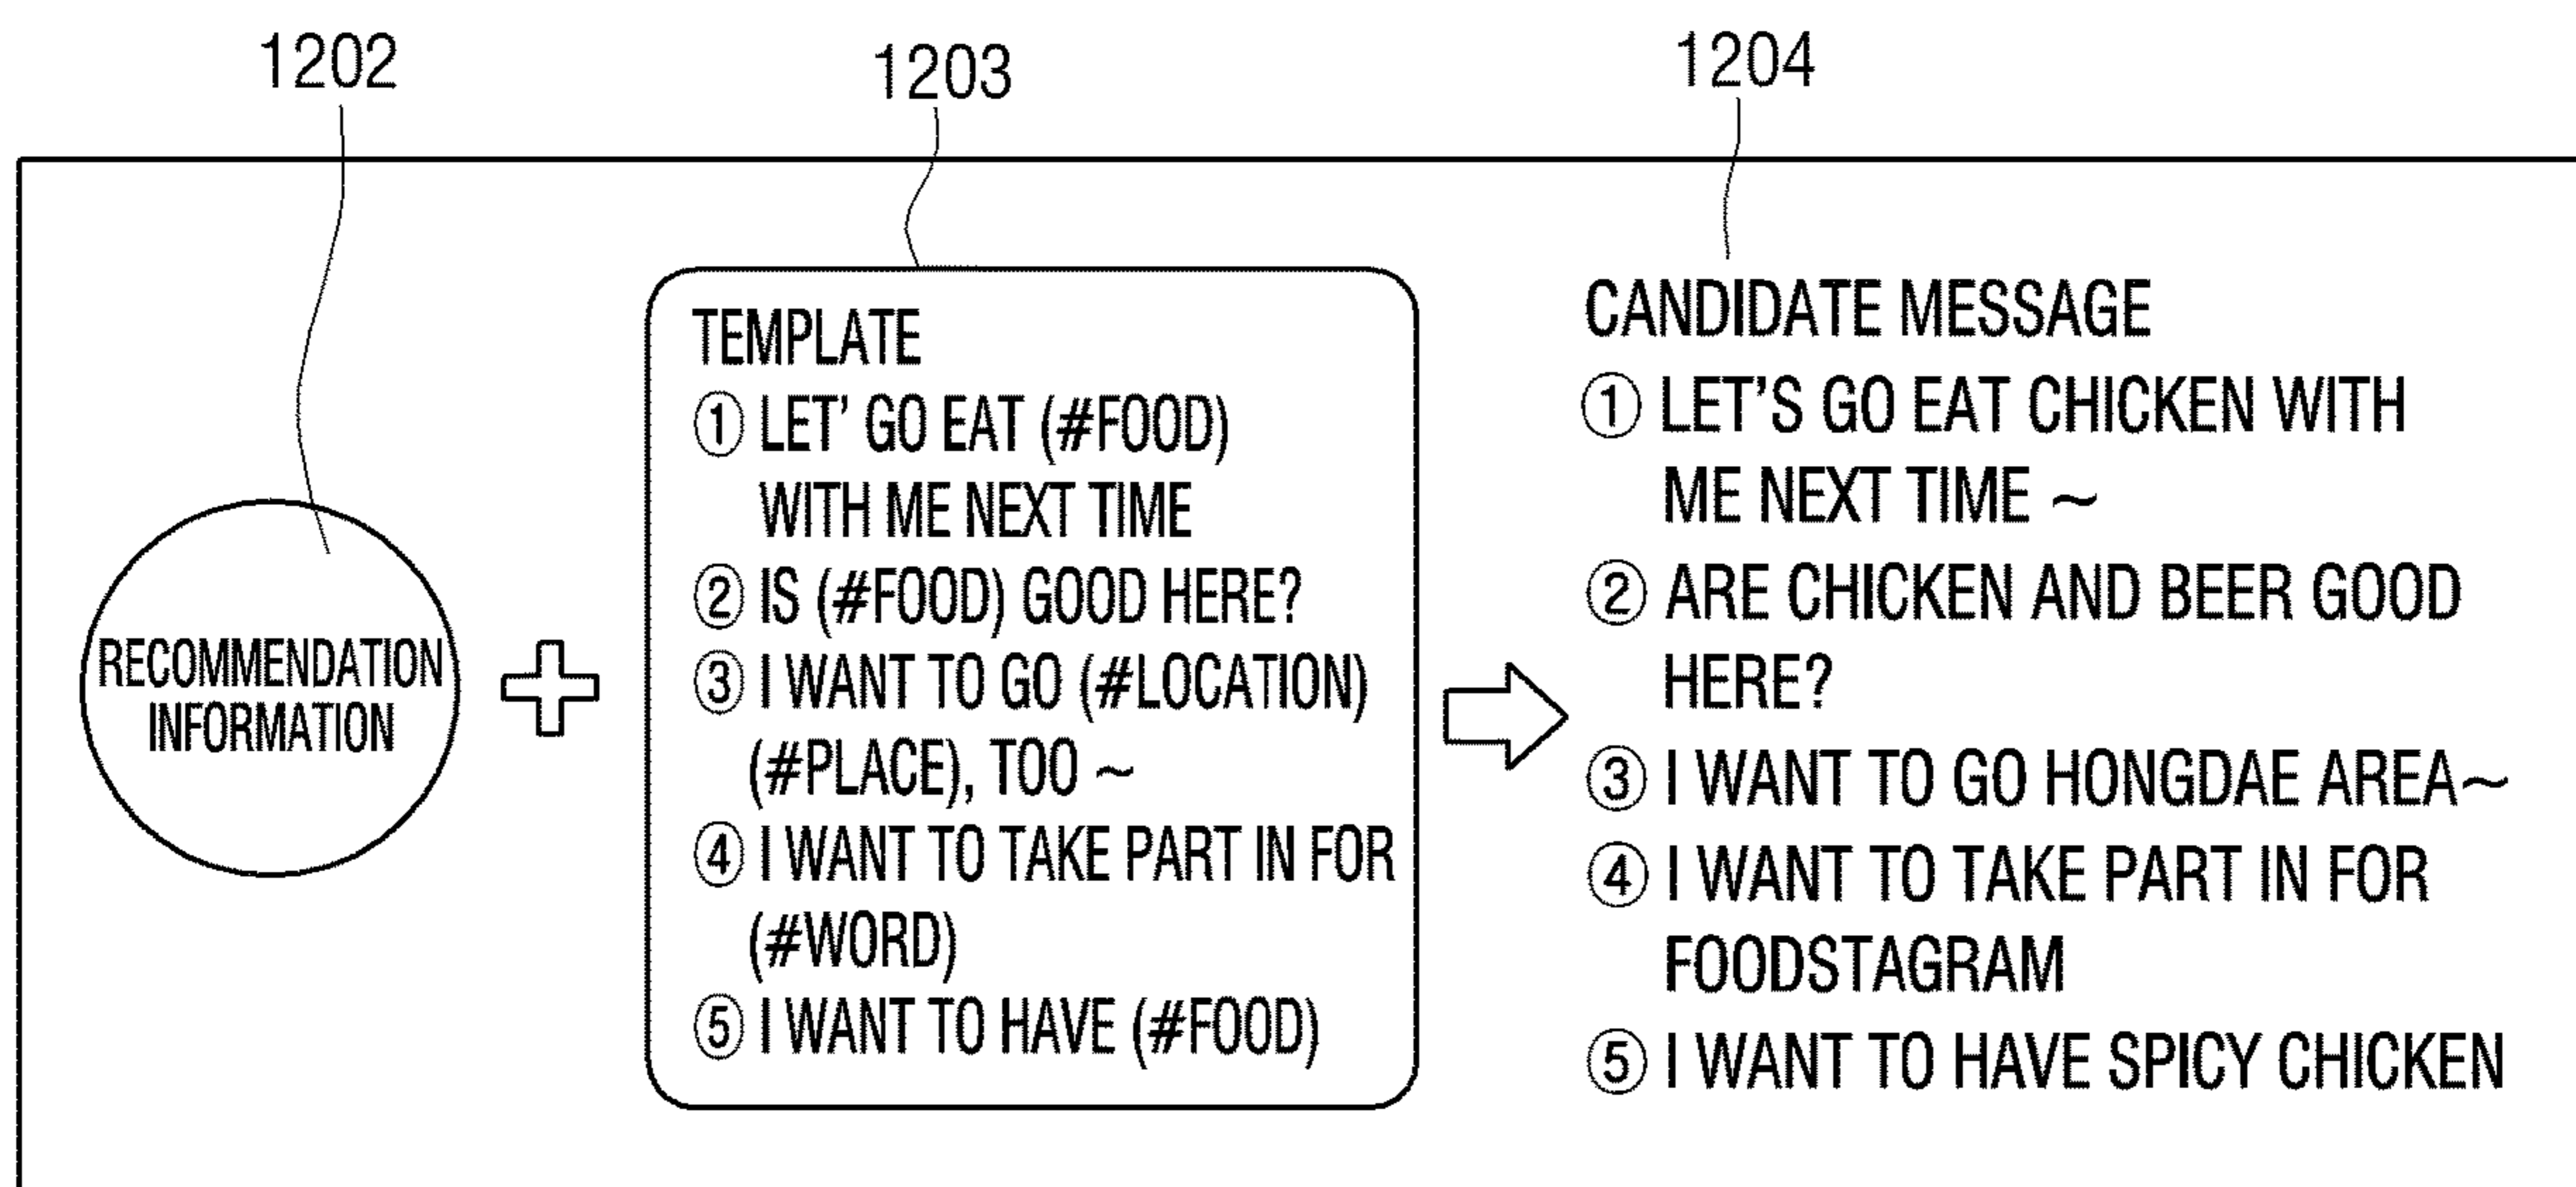 1202
1203
1204
RECOMMENDATION
INFORMATION
TEMPLATE
① LET' GO EAT (#FOOD)
WITH ME NEXT TIME
② IS (#FOOD) GOOD HERE?
③ I WANT TO GO (#LOCATION)
(#PLACE), TOO ~
④ I WANT TO TAKE PART IN FOR
(#WORD)
⑤ I WANT TO HAVE (#FOOD)
CANDIDATE MESSAGE
① LET'S GO EAT CHICKEN WITH
ME NEXT TIME ~
② ARE CHICKEN AND BEER GOOD
HERE?
③ I WANT TO GO HONGDAE AREA~
④ I WANT TO TAKE PART IN FOR
FOODSTAGRAM
⑤ I WANT TO HAVE SPICY CHICKEN